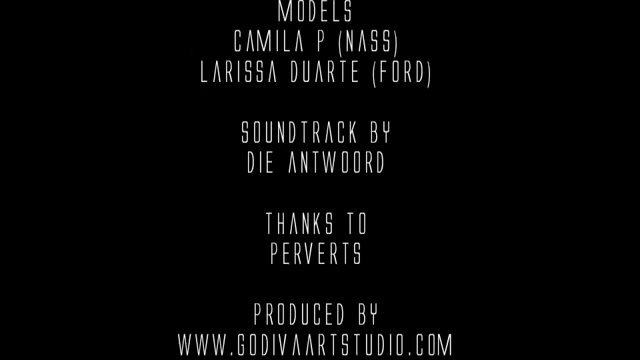 MODELS
CAMILA P (NASS)
LARISSA DUARTE (FORD)
SOUNDTRACK BY
DIE ANTWOORD
THANKS TO
PERVERTS
PRODUCED BY
WWW.GODIVAARTSTUDIO.COM